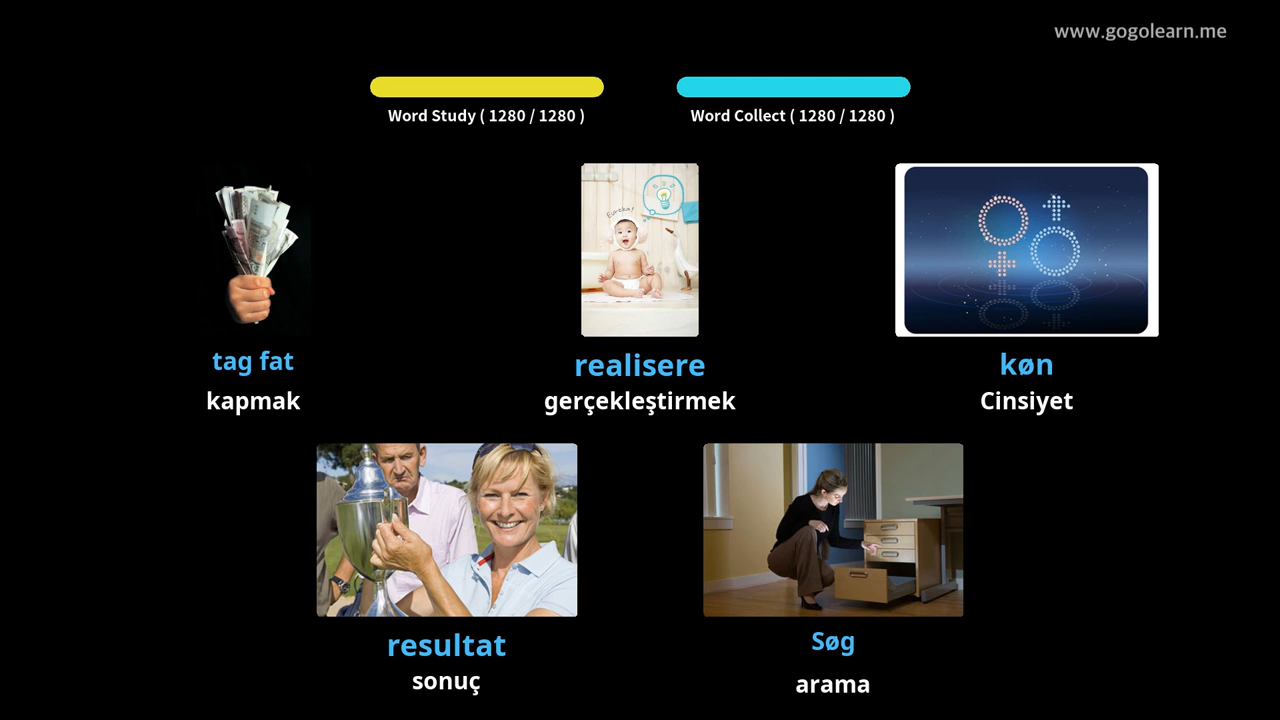 www.gogolearn.me
Word Study ( 1280 / 1280 )
Word Collect ( 1280 / 1280 )
Eureka!
tag fat
kapmak
realisere
gerçekleştirmek
køn
Cinsiyet
resultat
sonuç
Søg
arama